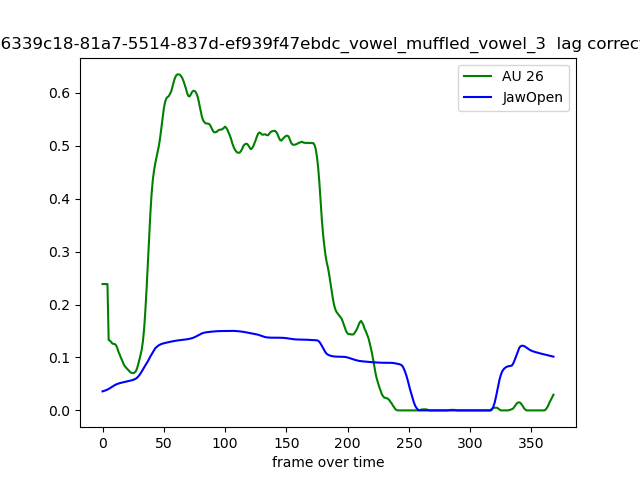 6339c18-81a7-5514-837d-ef939f47ebdc_vowel_muffled_vowel_3 lag correc
AU 26
JawOpen
0.6
0.5
0.4
0.3
0.2
0.1
0.0
0 50 100 150 200 250 300 350
frame over time